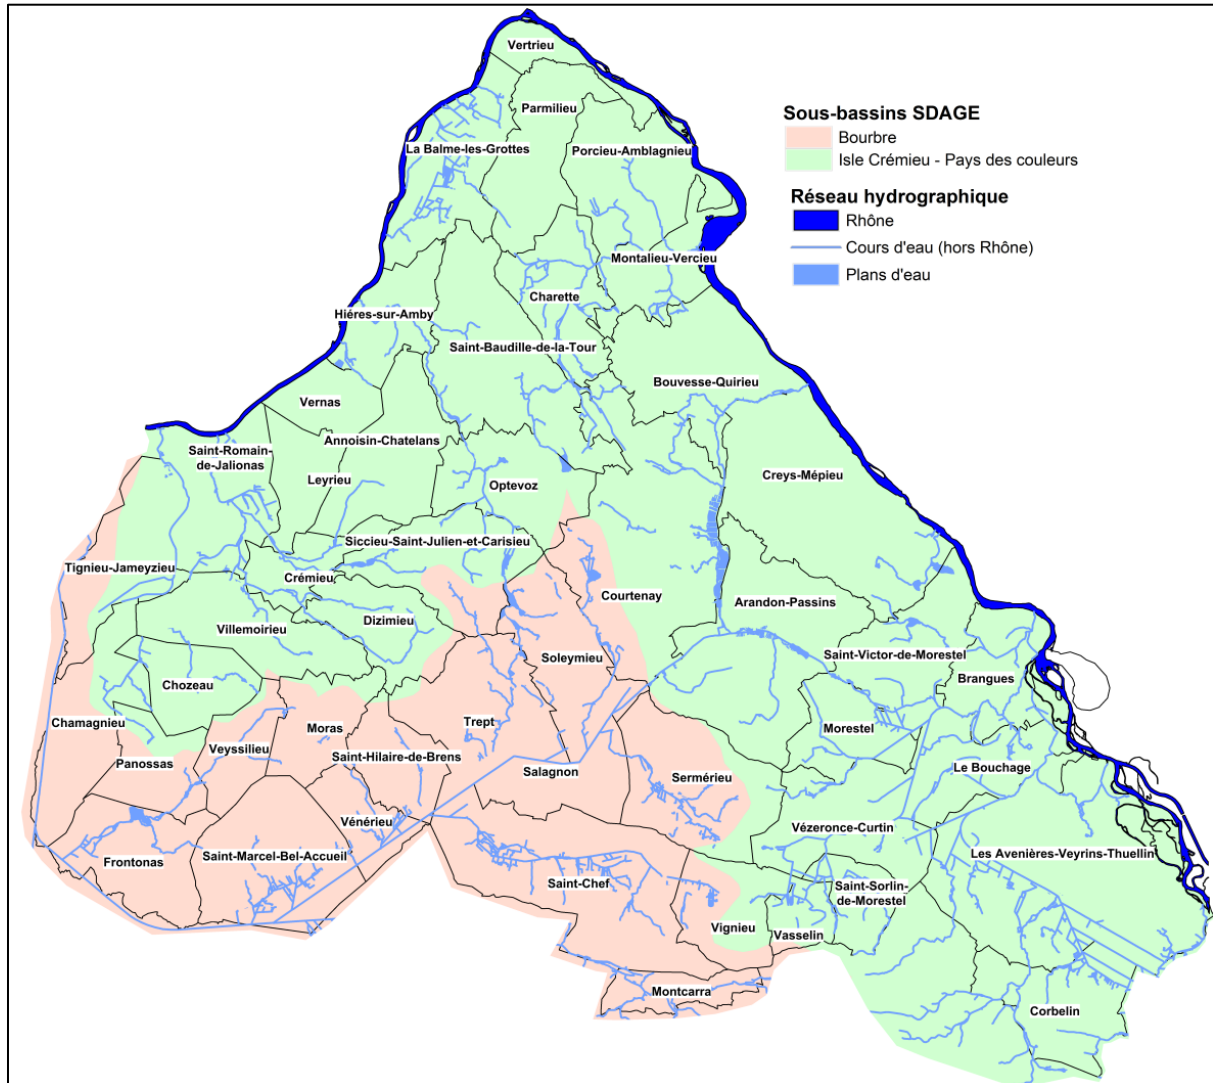 Vertrieu
Parmilieu
Sous-bassins SDAGE
Bourbre
La Balme-les-Grottes
Porcieu-Amblagnieu
Isle Crémieu - Pays des couleurs
Réseau hydrographique
Rhône
Cours d'eau (hors Rhône)
Montalieu-Vercieu
Plans d'eau
Charette
Hiéres-sur-Amby
Saint-Baudille-de-la-Tour
Bouvesse-Quirieu
Vernas
Annoisin-Chatelans
Saint-Romain-
de-Jalionas
Leyrieu
Optevoz
Creys-Mépieu
Siccieu-Saint-Julien-et-Carisieu
Tignieu-Jameyzieu
Crémieu
Courtenay
Arandon-Passins
Dizimieu
Villemoirieu
Soleymieu
Saint-Victor-de-Morestel
Brangues
Chozeau
Chamagnieu
Trept
Moras
Morestel
Veyssilieu
Saint-Hilaire-de-Brens
Panossas
Salagnon
Sermérieu
Le Bouchage
Vénérieu
Vézeronce-Curtin
Frontonas
Saint-Marcel-Bel-Accueil
Les Avenières-Veyrins-Thuellin
Saint-Chef
Saint-Sorlin-
de-Morestel
Vignieu
Vasselin
Montcarra
Corbelin